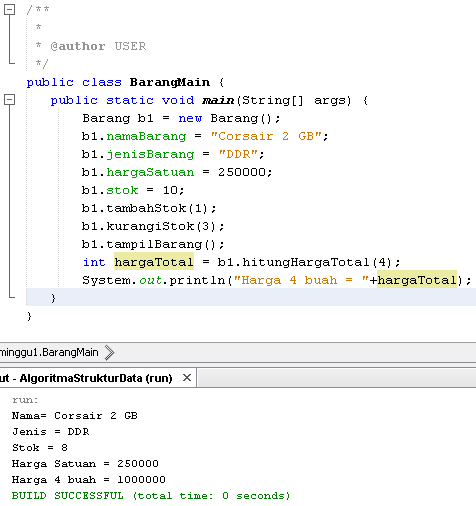 /**
*
* @author USER
*/
public class BarangMain {
public static void main(String[] args) {
Barang b1 = new Barang();
b1.namaBarang = "Corsair 2 GB";
b1.jenisBarang = "DDR";
b1.hargaSatuan = 250000;
b1.stok = 10;
b1.tambahStok(1);
b1.kurangiStok(3);
b1.tampilBarang();
int hargaTotal = b1.hitungHargaTotal(4);
System.out.println("Harga 4 buah = "+hargaTotal);
}
}
minggu1.BarangMain
ut - AlgoritmaStrukturData (run)
run:
Nama= Corsair 2 GB
Jenis = DDR
Stok = 8
Harga Satuan = 250000
Harga 4 buah = 1000000
BUILD SUCCESSFUL (total time: 0 seconds)